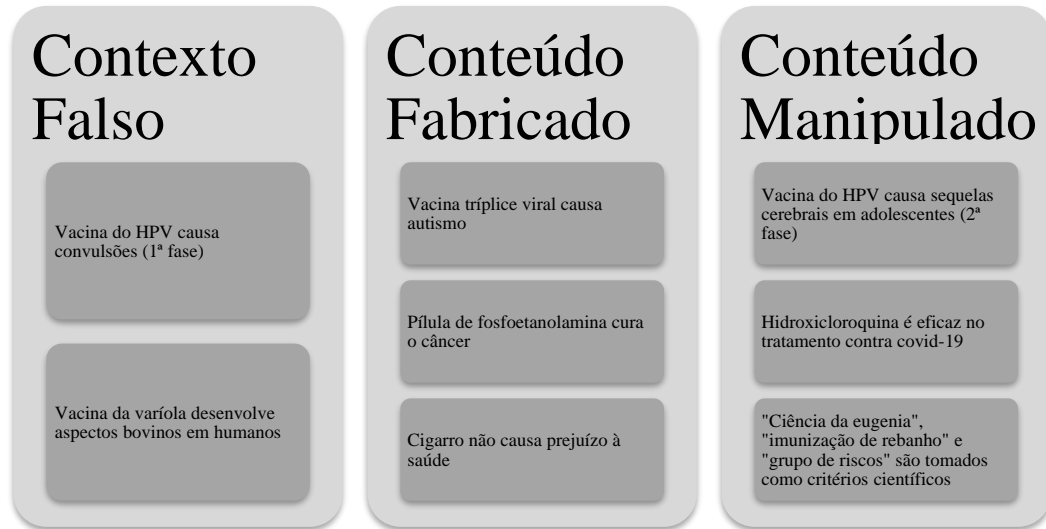 Contexto
Falso
Vacina do HPV causa
convulsões (1ª fase)
Vacina da varíola desenvolve
aspectos bovinos em humanos
Conteúdo
Fabricado
Vacina tríplice viral causa
autismo
Pílula de fosfoetanolamina cura
o câncer
Cigarro não causa prejuízo à
saúde
Conteúdo
Manipulado
Vacina do HPV causa sequelas
cerebrais em adolescentes (2ª
fase)
Hidroxicloroquina é eficaz no
tratamento contra covid-19
"Ciência da eugenia",
"imunização de rebanho" e
"grupo de riscos" são tomados
como critérios científicos